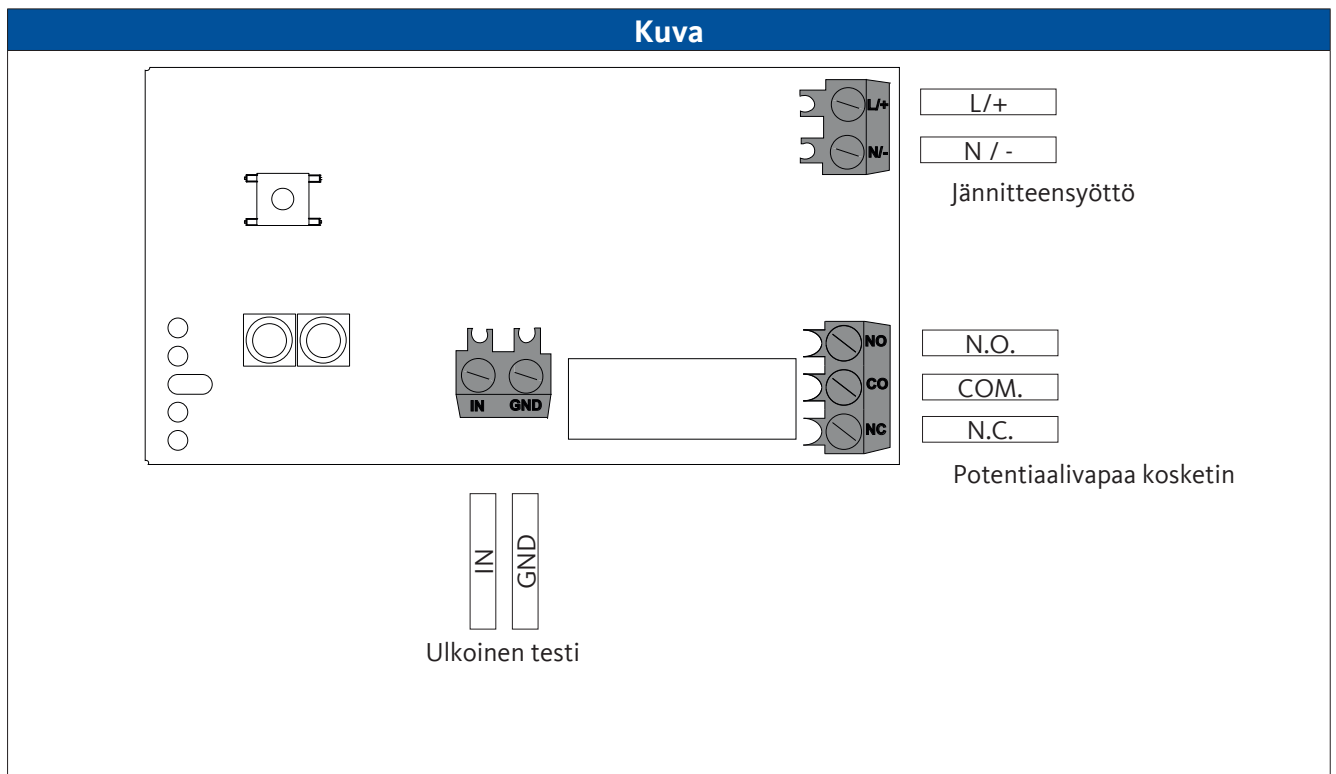 Kuva
L/+ L/+
N/- N / -
Jännitteensyöttö
NO N.O.
CO COM.
NC N.C.
IN GND
Potentiaalivapaa kosketin
IN
GND
Ulkoinen testi